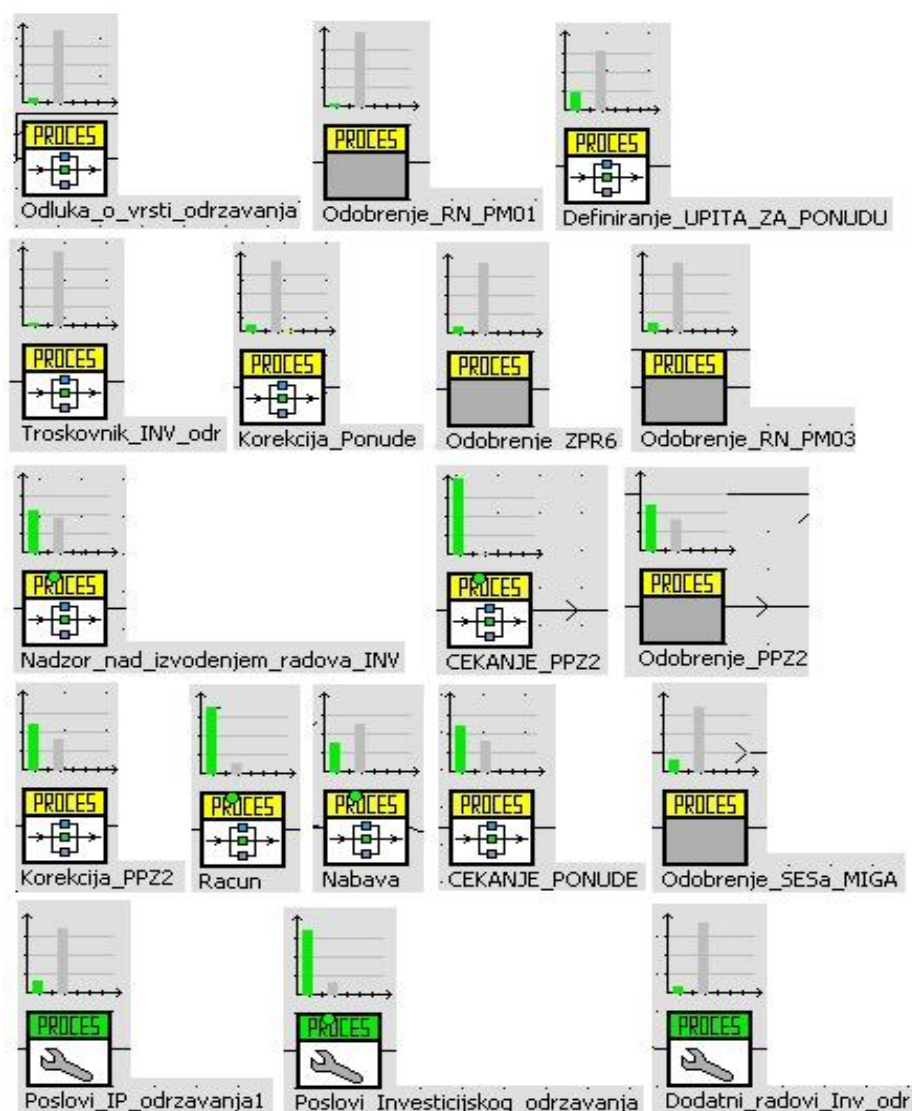 PROCES
Odluka_o_vrsti_odrzavanja
PROCES
Odobrenje_RN_PM01
PROCES
Definiranje_UPITA_ZA_PONUDU
PROCES
Troskovnik_INV_odr
PROCES
Korekcija_Ponude
PROCES
Odobrenje_ZPR6
PROCES
Odobrenje_RN_PM03
PROCES
Nadzor_nad_izvodenjem_radova_INV
PROCES
CEKANJE_PPZ2
PROCES
Odobrenje_PPZ2
PROCES
Korekcija_PPZ2
PROCES
Racun
PROCES
Nabava
PROCES
CEKANJE_PONUDE
PROCES
Odobrenje_SESa_MIGA
PROCES
Poslovi_IP_odrzavanja1
PROCES
Poslovi_Investicijskog_odrzavanja
PROCES
Dodatni_radovi_Inv_odr